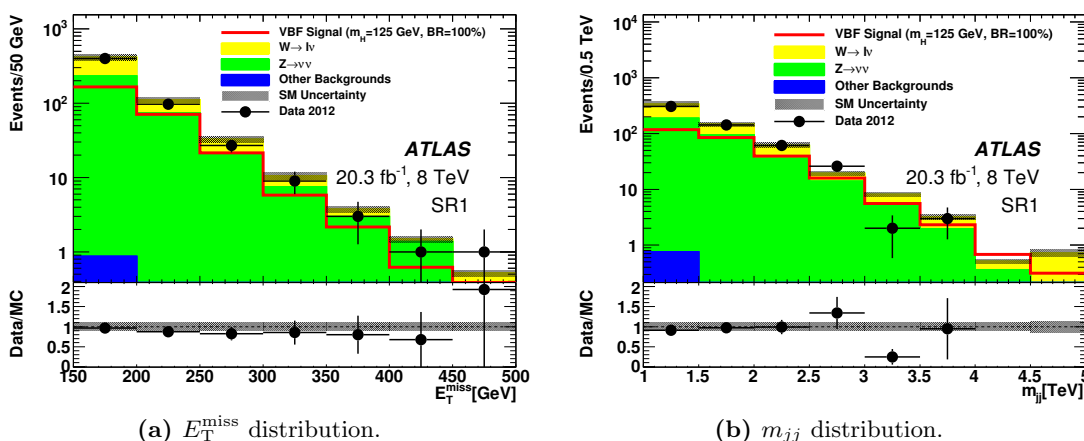 Events/50 GeV
10³
10²
10
1
VBF Signal (m_H=125 GeV, BR=100%)
W→ lν
Z→νν
Other Backgrounds
SM Uncertainty
Data 2012
ATLAS
20.3 fb⁻¹, 8 TeV
SR1
Data/MC
2
1.5
1
0.5
0
150 200 250 300 350 400 450 500
E_T^miss[GeV]
(a) E_T^miss distribution.
Events/0.5 TeV
10⁴
10³
10²
10
1
VBF Signal (m_H=125 GeV, BR=100%)
W→ lν
Z→νν
Other Backgrounds
SM Uncertainty
Data 2012
ATLAS
20.3 fb⁻¹, 8 TeV
SR1
Data/MC
2
1.5
1
0.5
0
1 1.5 2 2.5 3 3.5 4 4.5 5
m_jj[TeV]
(b) m_jj distribution.